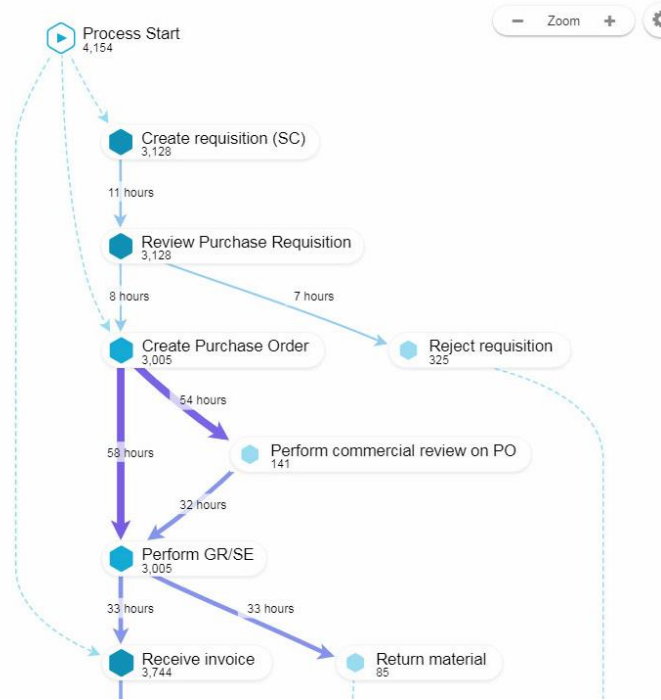 Process Start
4,154
Zoom
Create requisition (SC)
3,128
11 hours
Review Purchase Requisition
3,128
8 hours
7 hours
Create Purchase Order
3,005
Reject requisition
325
54 hours
58 hours
Perform commercial review on PO
141
32 hours
Perform GR/SE
3,005
33 hours
33 hours
Receive invoice
3,744
Return material
85